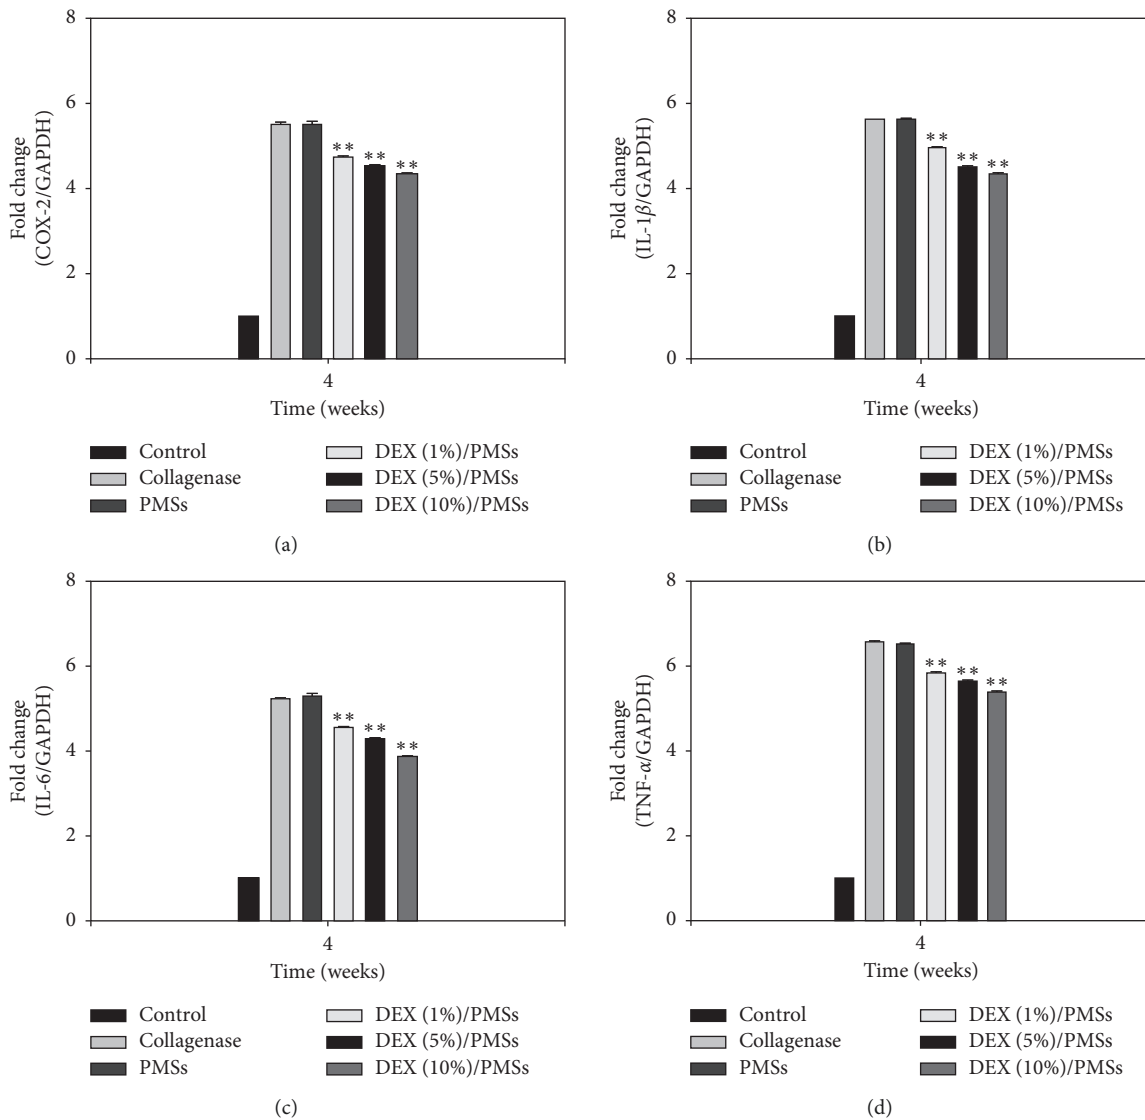 8
6
4
2
0
Fold change
(COX-2/GAPDH)
** ** **
4
Time (weeks)
Control
Collagenase
PMSs
DEX (1%)/PMSs
DEX (5%)/PMSs
DEX (10%)/PMSs
(a)
8
6
4
2
0
Fold change
(IL-1β/GAPDH)
** ** **
4
Time (weeks)
Control
Collagenase
PMSs
DEX (1%)/PMSs
DEX (5%)/PMSs
DEX (10%)/PMSs
(b)
8
6
4
2
0
Fold change
(IL-6/GAPDH)
** ** **
4
Time (weeks)
Control
Collagenase
PMSs
DEX (1%)/PMSs
DEX (5%)/PMSs
DEX (10%)/PMSs
(c)
8
6
4
2
0
Fold change
(TNF-α/GAPDH)
** ** **
4
Time (weeks)
Control
Collagenase
PMSs
DEX (1%)/PMSs
DEX (5%)/PMSs
DEX (10%)/PMSs
(d)